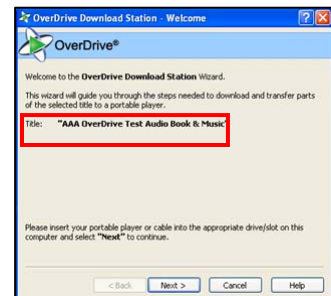 OverDrive Download Station - Welcome
OverDrive®
Welcome to the OverDrive Download Station Wizard.
This wizard will guide you through the steps needed to download and transfer parts
of the selected title to a portable player.
Title: "AAA OverDrive Test Audio Book & Music"
Please insert your portable player or cable into the appropriate drive/slot on this
computer and select "Next" to continue.
< Back Next > Cancel Help